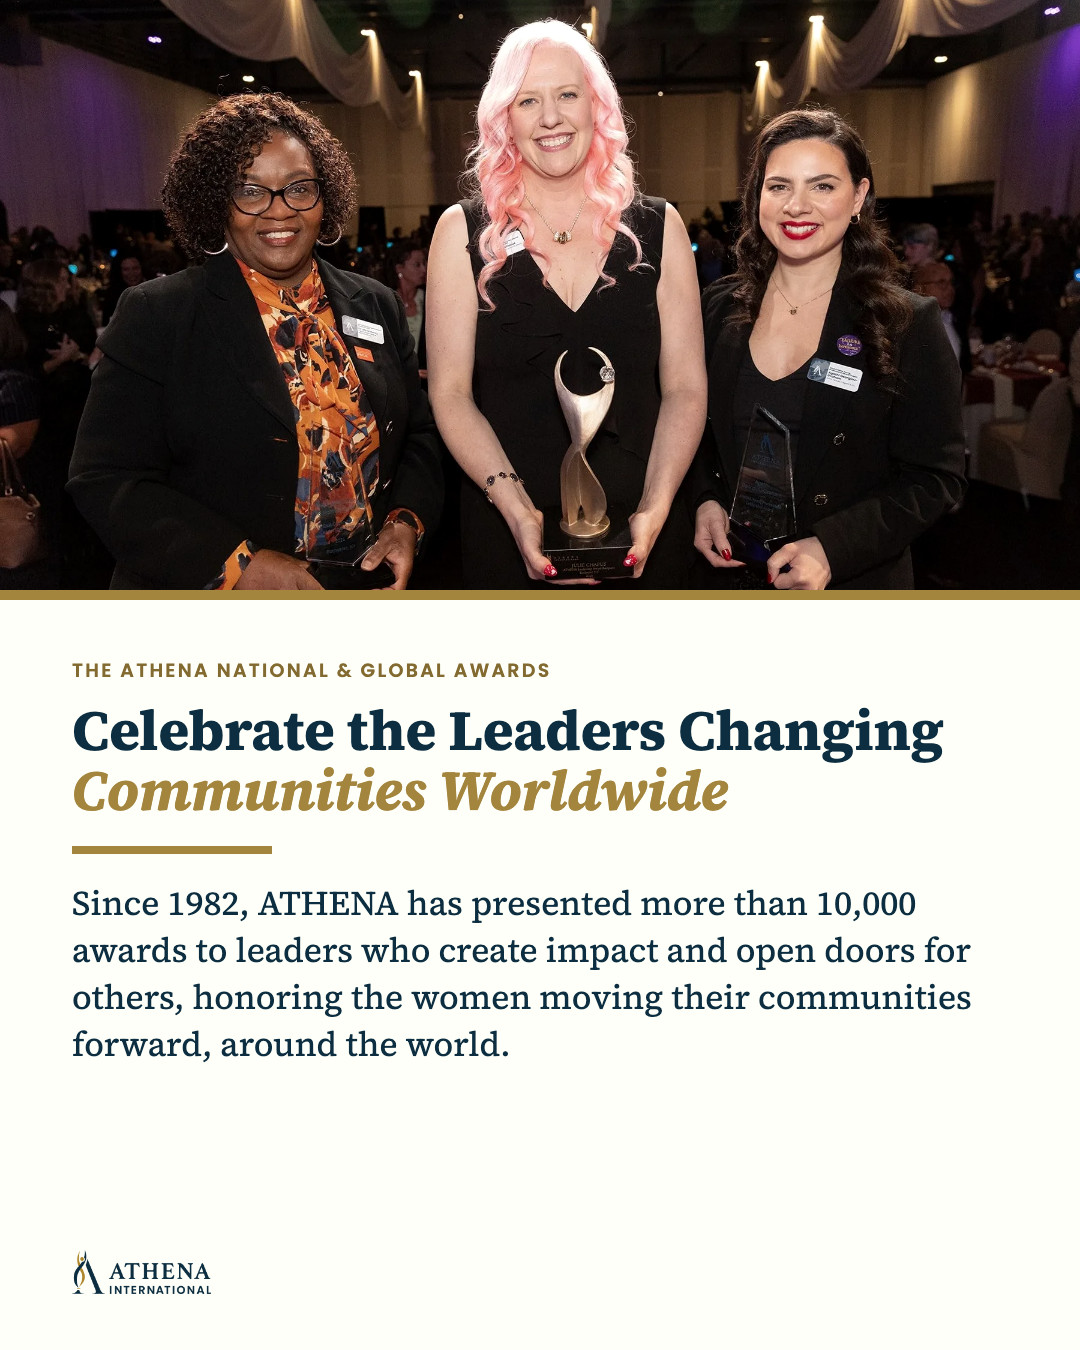 THE ATHENA NATIONAL & GLOBAL AWARDS
Celebrate the Leaders Changing
Communities Worldwide
Since 1982, ATHENA has presented more than 10,000
awards to leaders who create impact and open doors for
others, honoring the women moving their communities
forward, around the world.
ATHENA
INTERNATIONAL